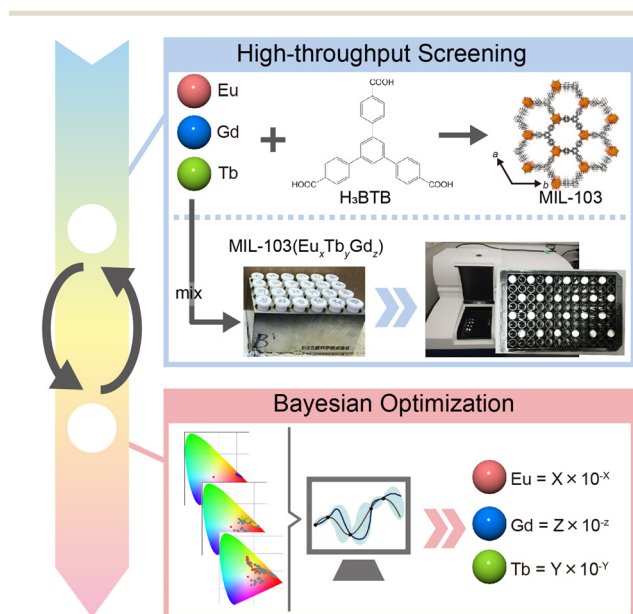 High-throughput Screening
Eu
Gd
Tb
COOH
HOOC
COOH
H₃BTB
a
b
MIL-103
MIL-103(EuₓTbᵧGd_z)
mix
B
Bayesian Optimization
Eu = X × 10⁻ˣ
Gd = Z × 10⁻ᶻ
Tb = Y × 10⁻ʸ